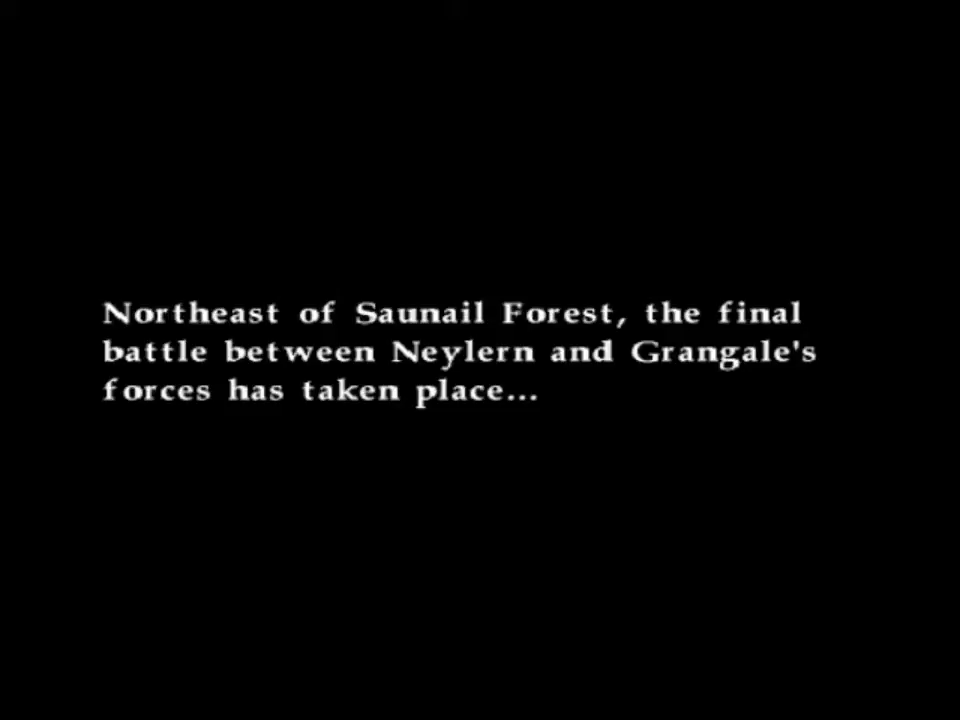 Northeast of Saunail Forest, the final
battle between Neylern and Grangale's
forces has taken place...